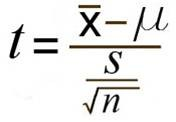 t = (x̄ − μ) / (s / √n)